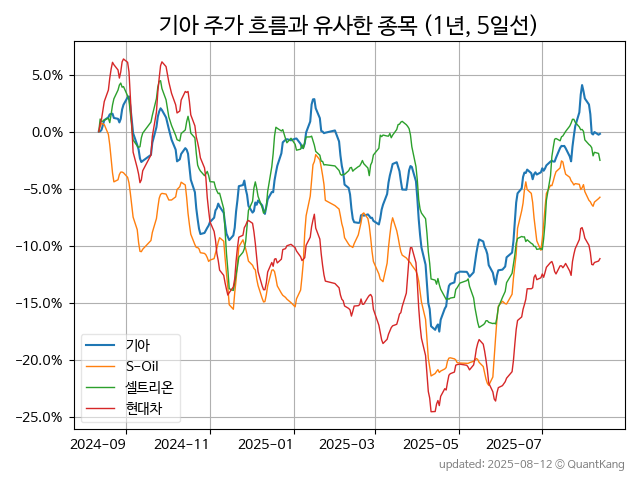 기아 주가 흐름과 유사한 종목 (1년, 5일선)
5.0%
0.0%
−5.0%
−10.0%
−15.0%
−20.0%
−25.0%
기아
S-Oil
셀트리온
현대차
2024-09 2024-11 2025-01 2025-03 2025-05 2025-07
updated: 2025-08-12 © QuantKang